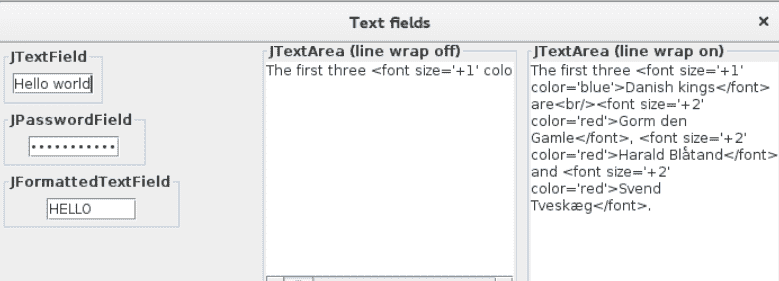 Text fields
JTextField
Hello world
JPasswordField
•••••••••••
JFormattedTextField
HELLO
JTextArea (line wrap off)
The first three <font size='+1' colo
JTextArea (line wrap on)
The first three <font size='+1'
color='blue'>Danish kings</font>
are<br/><font size='+2'
color='red'>Gorm den
Gamle</font>, <font size='+2'
color='red'>Harald Blåtand</font>
and <font size='+2'
color='red'>Svend
Tveskæg</font>.